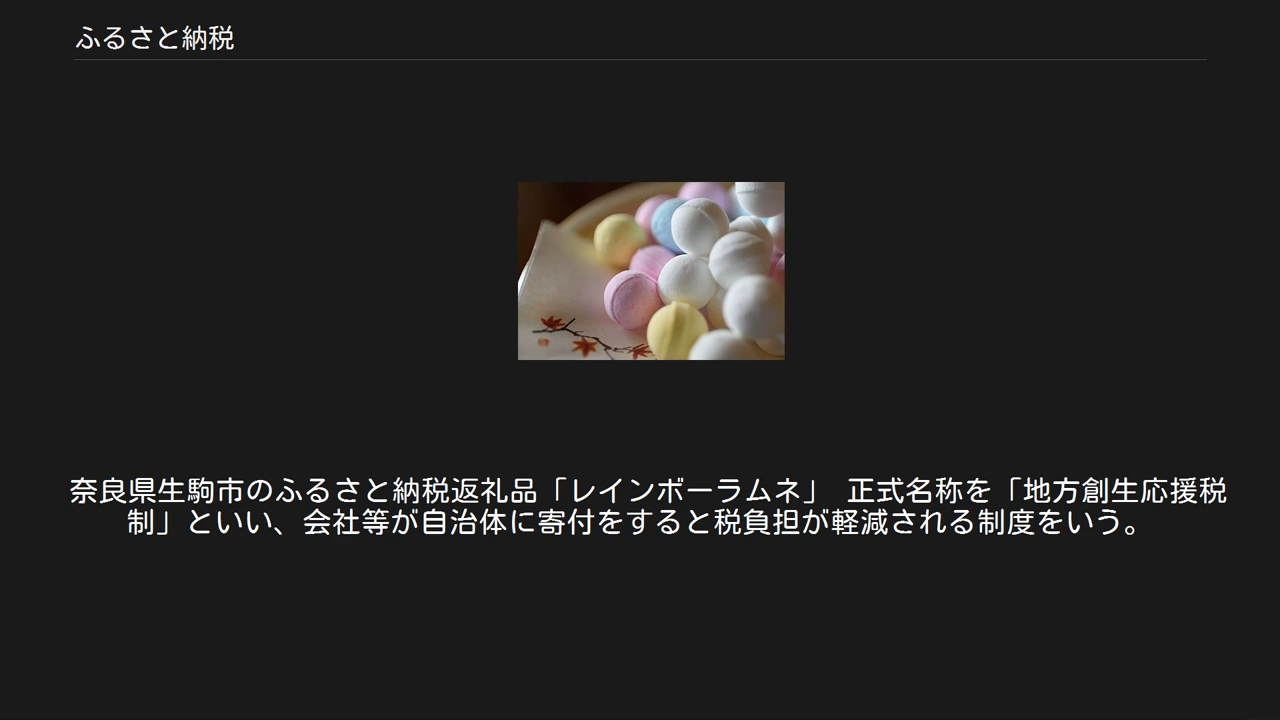 ふるさと納税
奈良県生駒市のふるさと納税返礼品「レインボーラムネ」 正式名称を「地方創生応援税
制」といい、会社等が自治体に寄付をすると税負担が軽減される制度をいう。